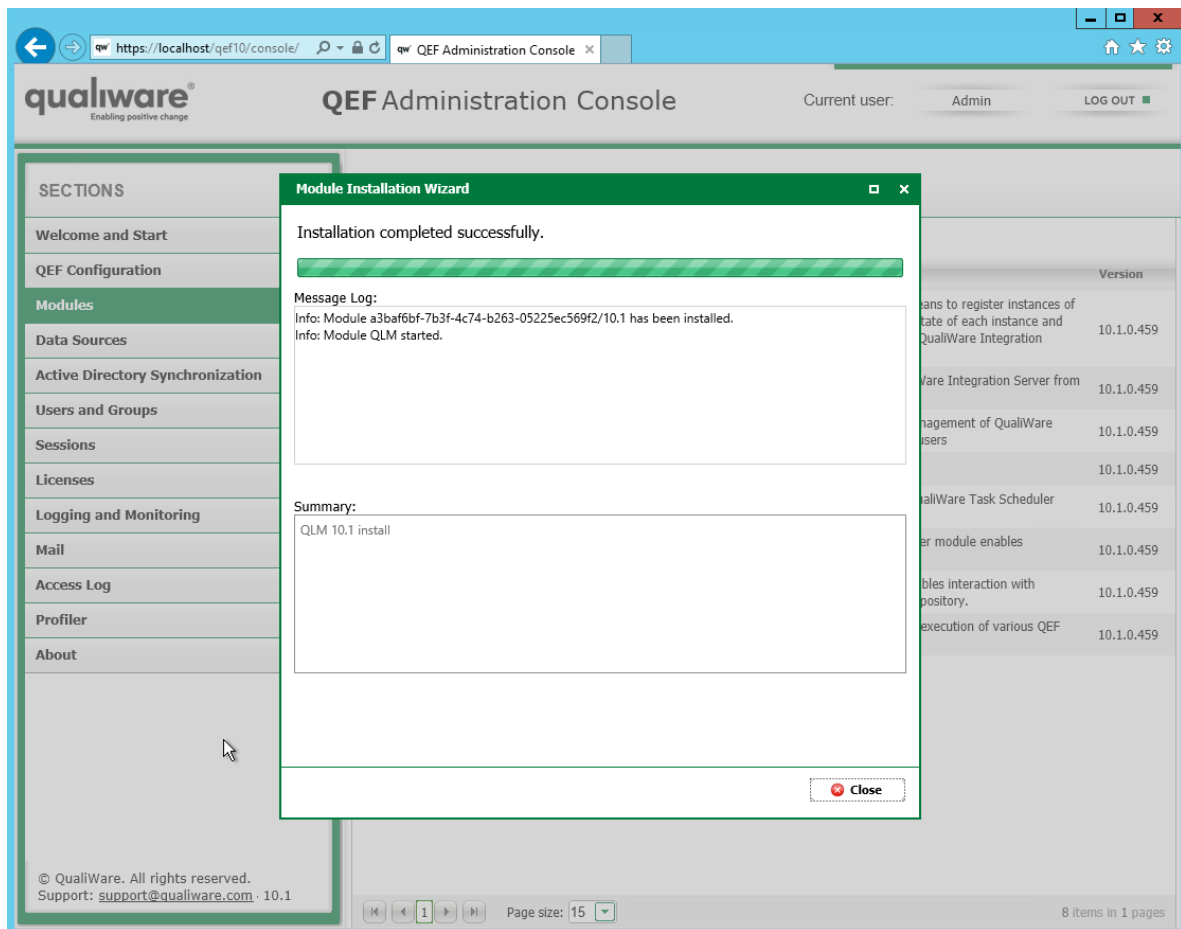 https://localhost/qef10/console/
QEF Administration Console
qualiware®
Enabling positive change
QEF Administration Console
Current user:
Admin
LOG OUT
SECTIONS
Welcome and Start
QEF Configuration
Modules
Data Sources
Active Directory Synchronization
Users and Groups
Sessions
Licenses
Logging and Monitoring
Mail
Access Log
Profiler
About
© QualiWare. All rights reserved.
Support: support@qualiware.com · 10.1
Module Installation Wizard
Installation completed successfully.
Message Log:
Info: Module a3baf6bf-7b3f-4c74-b263-05225ec569f2/10.1 has been installed.
Info: Module QLM started.
Summary:
QLM 10.1 install
Close
Version
to register instances of
of each instance and
QualiWare Integration
10.1.0.459
Integration Server from
10.1.0.459
of QualiWare
users
10.1.0.459
10.1.0.459
Task Scheduler
10.1.0.459
module enables
10.1.0.459
interaction with
10.1.0.459
execution of various QEF
10.1.0.459
1
Page size: 15
8 items in 1 pages